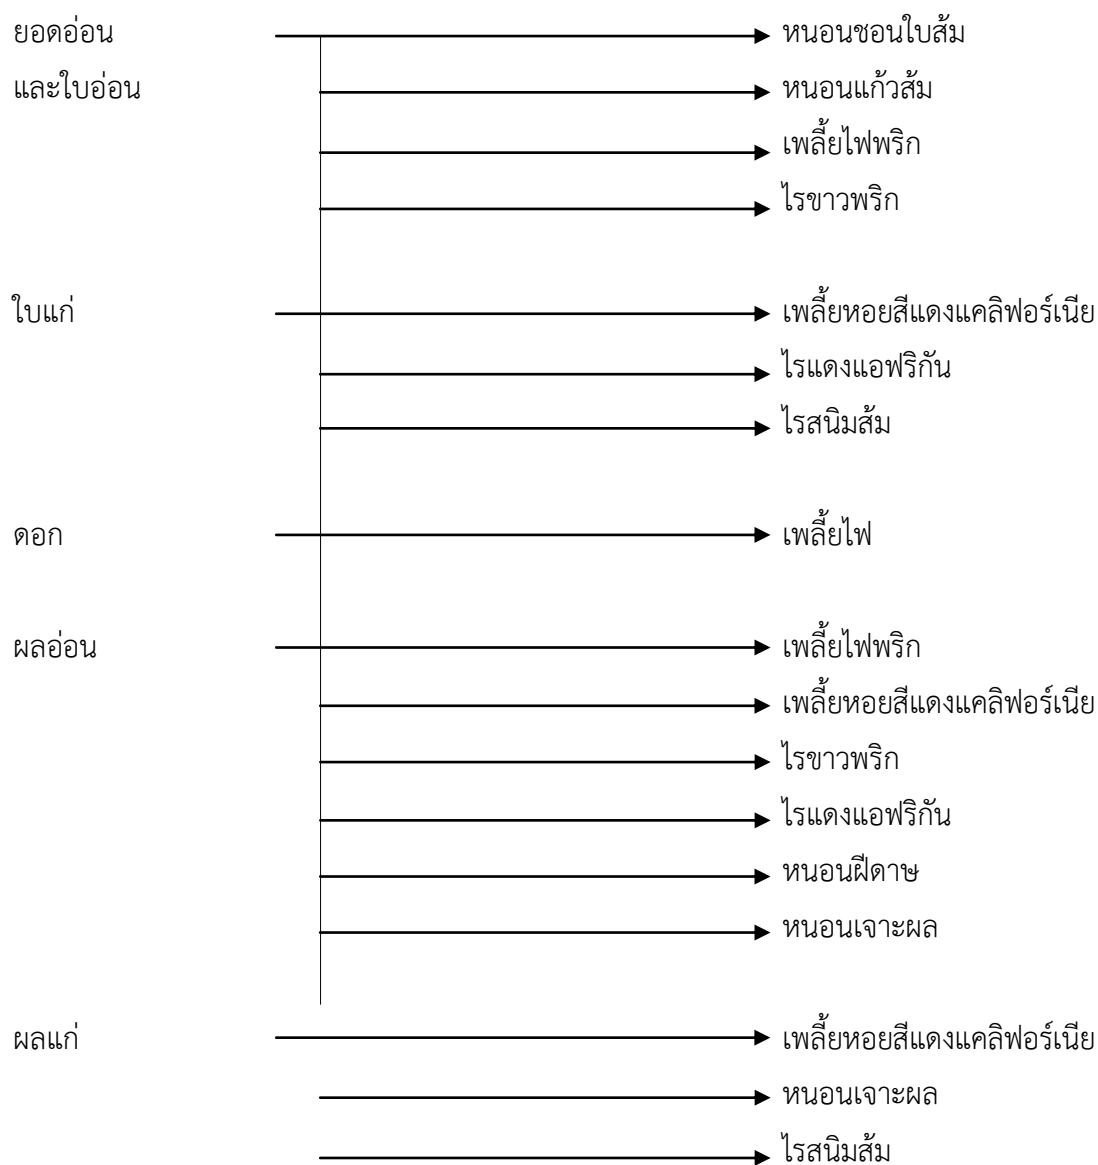 ยอดอ่อน หนอนชอนใบส้ม
และใบอ่อน หนอนแก้วส้ม
เพลี้ยไฟพริก
ไรขาวพริก
ใบแก่ เพลี้ยหอยสีแดงแคลิฟอร์เนีย
ไรแดงแอฟริกัน
ไรสนิมส้ม
ดอก เพลี้ยไฟ
ผลอ่อน เพลี้ยไฟพริก
เพลี้ยหอยสีแดงแคลิฟอร์เนีย
ไรขาวพริก
ไรแดงแอฟริกัน
หนอนฝีดาษ
หนอนเจาะผล
ผลแก่ เพลี้ยหอยสีแดงแคลิฟอร์เนีย
หนอนเจาะผล
ไรสนิมส้ม